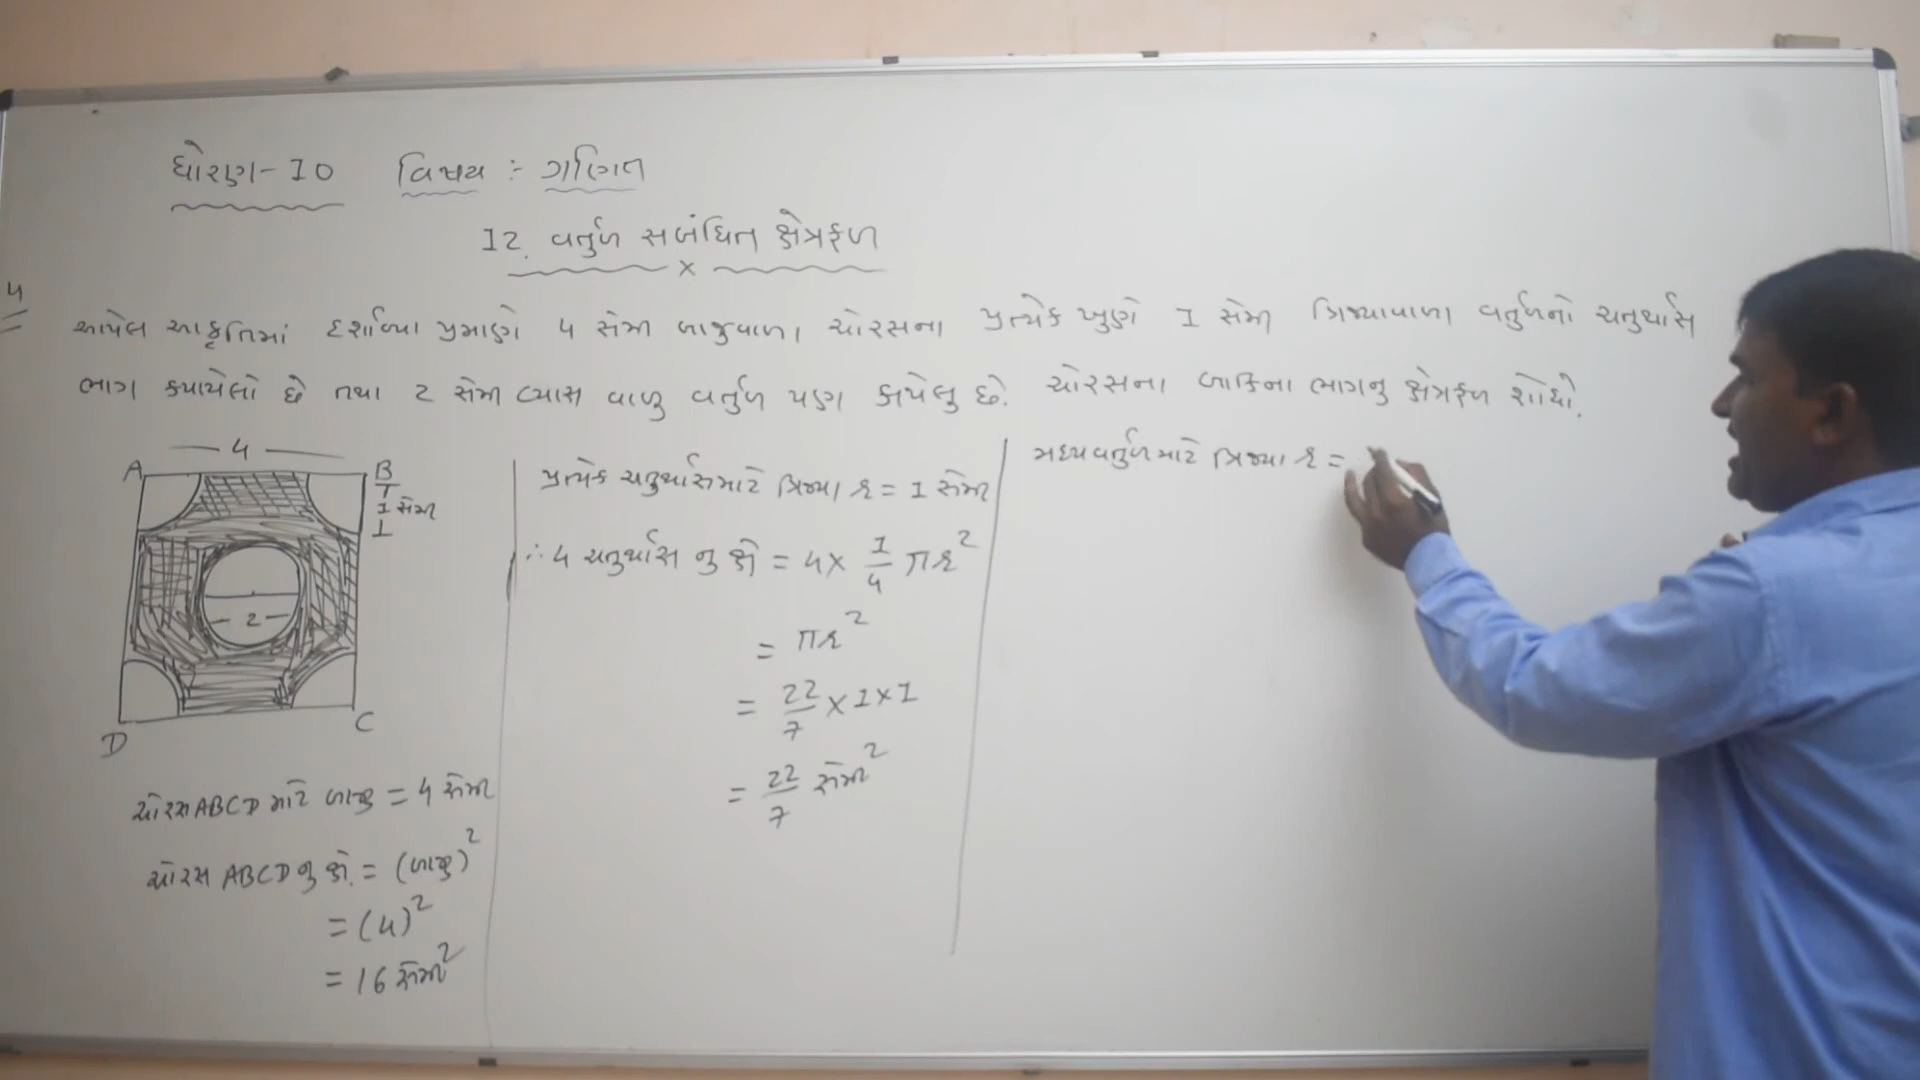 ધોરણ-10 વિષય :- ગણિત
12. વર્તુળ સબંધિત ક્ષેત્રફળ
x
4
આપેલ આકૃતિમાં દર્શાવ્યા પ્રમાણે 4 સેમી બાજુવાળા ચોરસના પ્રત્યેક ખુણે 1 સેમી ત્રિજ્યાવાળા વર્તુળનો ચતુર્થાંસ
ભાગ કપાયેલો છે તથા 2 સેમી વ્યાસ વાળુ વર્તુળ પણ કાપેલુ છે. ચોરસના બાકિના ભાગનુ ક્ષેત્રફળ શોધો.
4
A B
1 સેમી
2
D C
ચોરસ ABCD માટે બાજુ = 4 સેમી
ચોરસ ABCD નુ ક્ષે. = (બાજુ)²
= (4)²
= 16 સેમી²
પ્રત્યેક ચતુર્થાસ માટે ત્રિજ્યા r = 1 સેમી
∴ 4 ચતુર્થાસ નુ ક્ષે = 4 x 1/4 πr²
= πr²
= 22/7 x 1 x 1
= 22/7 સેમી²
મધ્ય વર્તુળ માટે ત્રિજ્યા r =